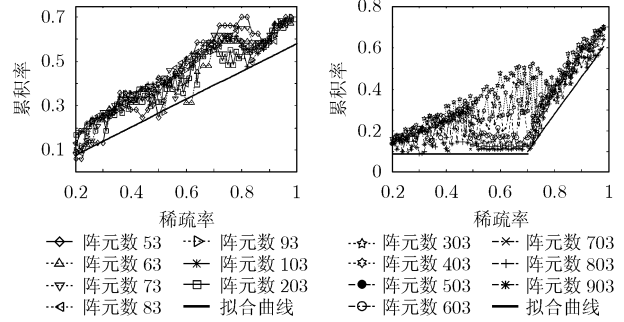 0.7
0.5
0.3
0.1
累积率
0.2 0.4 0.6 0.8 1
稀疏率
阵元数 53
阵元数 63
阵元数 73
阵元数 83
阵元数 93
阵元数 103
阵元数 203
拟合曲线
0.8
0.6
0.4
0.2
0
累积率
0.2 0.4 0.6 0.8 1
稀疏率
阵元数 303
阵元数 403
阵元数 503
阵元数 603
阵元数 703
阵元数 803
阵元数 903
拟合曲线